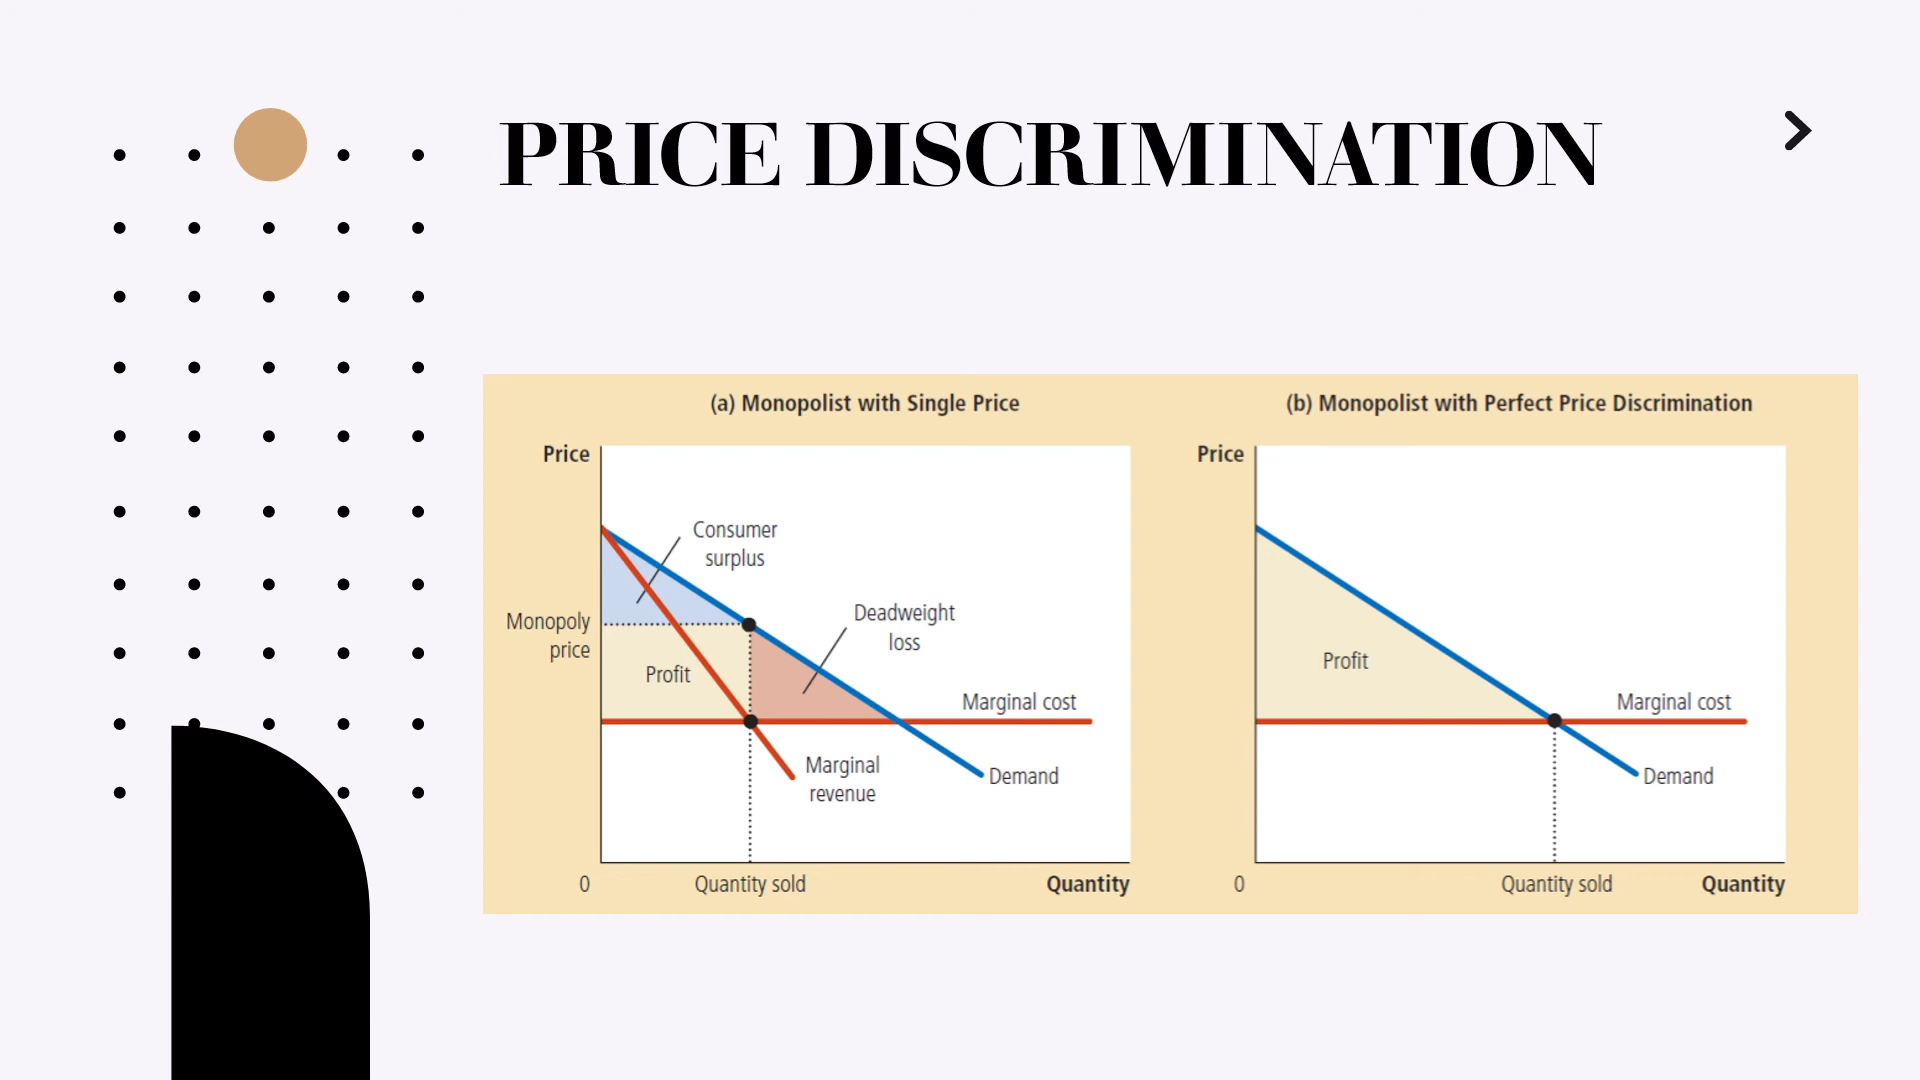 PRICE DISCRIMINATION
(a) Monopolist with Single Price
Price
Consumer
surplus
Monopoly
price
Deadweight
loss
Profit
Marginal cost
Marginal
revenue
Demand
0
Quantity sold
Quantity
(b) Monopolist with Perfect Price Discrimination
Price
Profit
Marginal cost
Demand
0
Quantity sold
Quantity